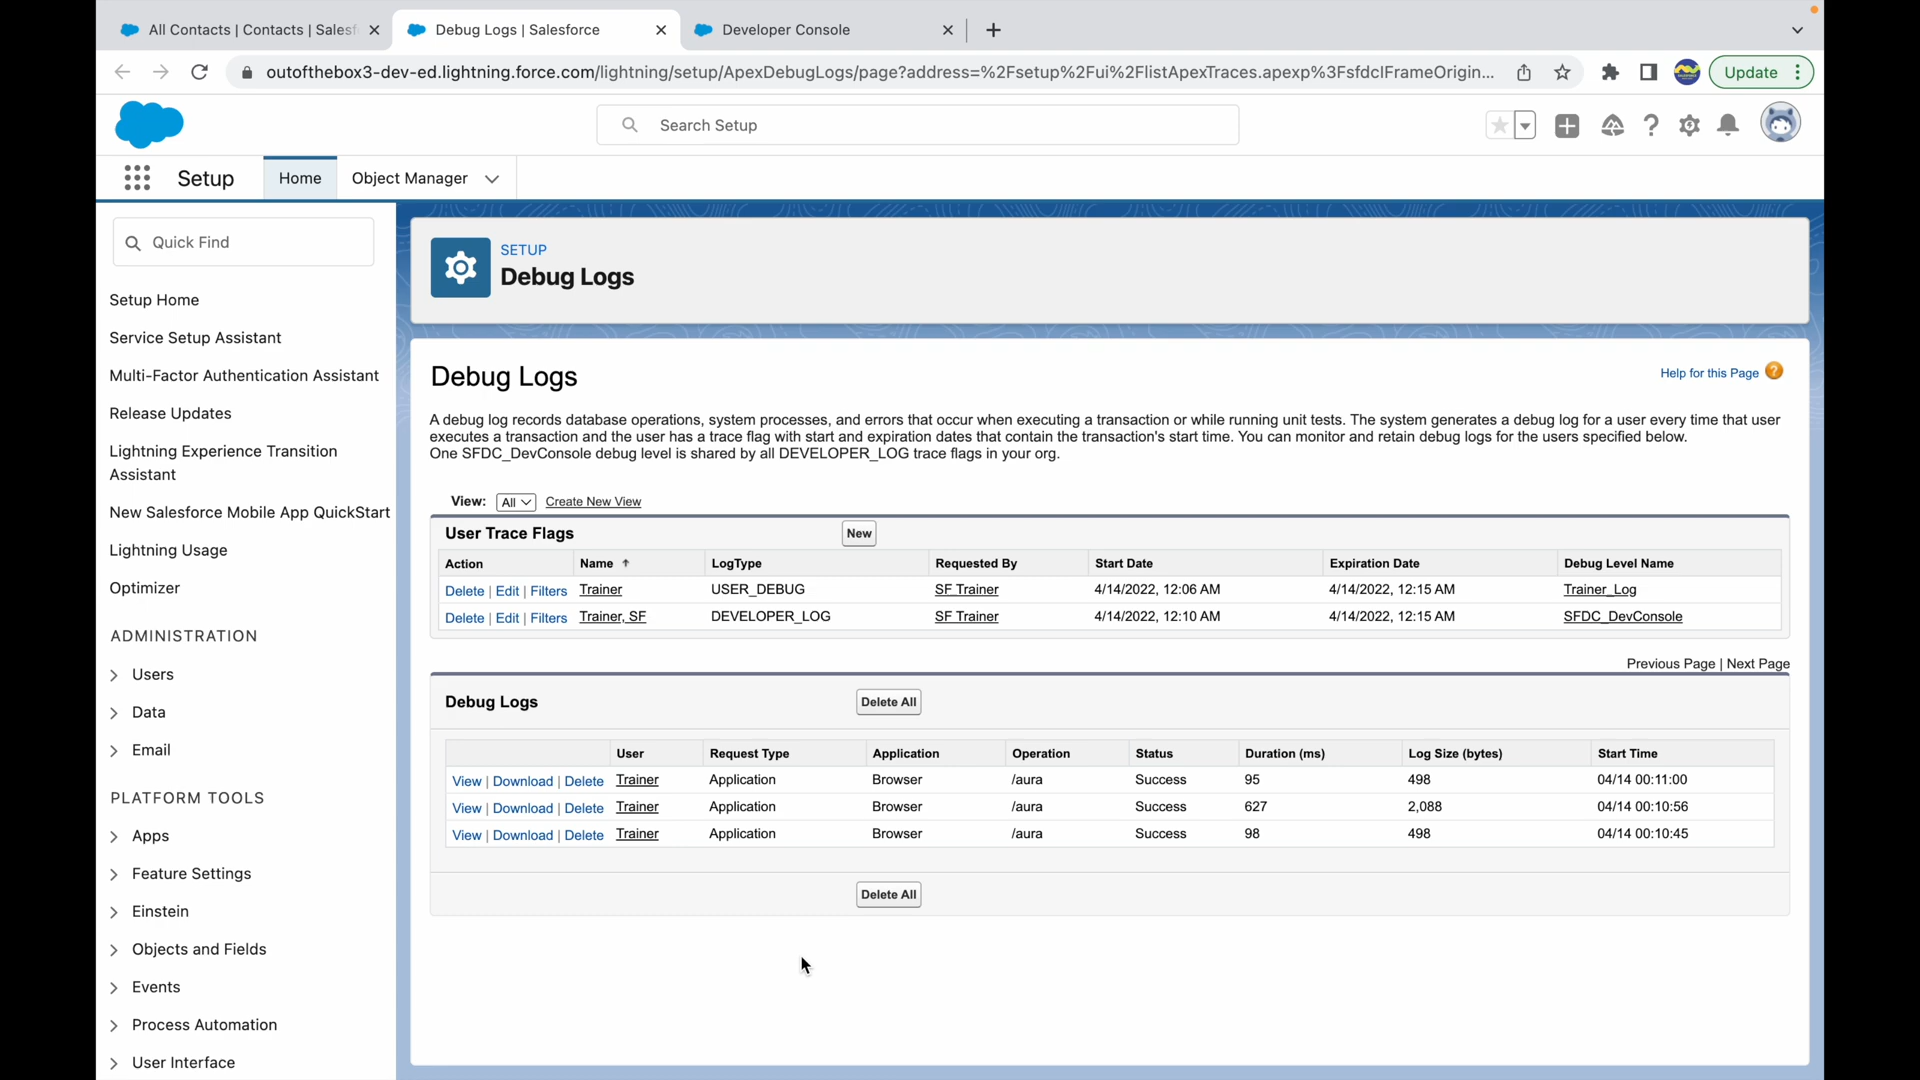 All Contacts | Contacts | Salesf
Debug Logs | Salesforce
Developer Console
outofthebox3-dev-ed.lightning.force.com/lightning/setup/ApexDebugLogs/page?address=%2Fsetup%2Fui%2FlistApexTraces.apexp%3FsfdcIFrameOrigin...
Update
Search Setup
Setup
Home
Object Manager
Quick Find
Setup Home
Service Setup Assistant
Multi-Factor Authentication Assistant
Release Updates
Lightning Experience Transition
Assistant
New Salesforce Mobile App QuickStart
Lightning Usage
Optimizer
ADMINISTRATION
Users
Data
Email
PLATFORM TOOLS
Apps
Feature Settings
Einstein
Objects and Fields
Events
Process Automation
User Interface
SETUP
Debug Logs
Debug Logs
Help for this Page ?
A debug log records database operations, system processes, and errors that occur when executing a transaction or while running unit tests. The system generates a debug log for a user every time that user
executes a transaction and the user has a trace flag with start and expiration dates that contain the transaction's start time. You can monitor and retain debug logs for the users specified below.
One SFDC_DevConsole debug level is shared by all DEVELOPER_LOG trace flags in your org.
View: All Create New View
User Trace Flags New
Action Name LogType Requested By Start Date Expiration Date Debug Level Name
Delete | Edit | Filters Trainer USER_DEBUG SF Trainer 4/14/2022, 12:06 AM 4/14/2022, 12:15 AM Trainer_Log
Delete | Edit | Filters Trainer, SF DEVELOPER_LOG SF Trainer 4/14/2022, 12:10 AM 4/14/2022, 12:15 AM SFDC_DevConsole
Previous Page | Next Page
Debug Logs Delete All
User Request Type Application Operation Status Duration (ms) Log Size (bytes) Start Time
View | Download | Delete Trainer Application Browser /aura Success 95 498 04/14 00:11:00
View | Download | Delete Trainer Application Browser /aura Success 627 2,088 04/14 00:10:56
View | Download | Delete Trainer Application Browser /aura Success 98 498 04/14 00:10:45
Delete All